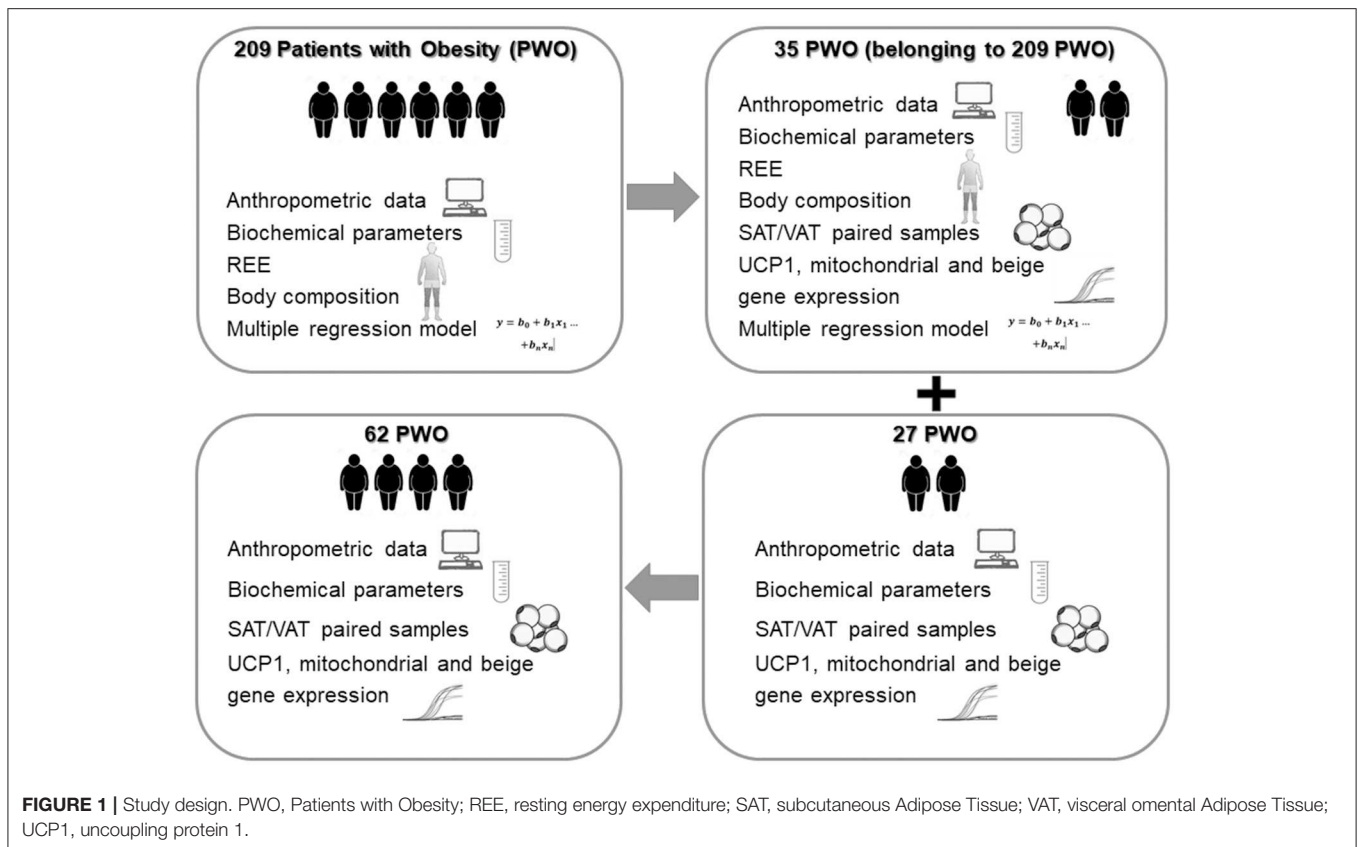 209 Patients with Obesity (PWO)
Anthropometric data
Biochemical parameters
REE
Body composition
Multiple regression model
y = b₀ + b₁x₁ ...
+bₙxₙ|
35 PWO (belonging to 209 PWO)
Anthropometric data
Biochemical parameters
REE
Body composition
SAT/VAT paired samples
UCP1, mitochondrial and beige
gene expression
Multiple regression model
y = b₀ + b₁x₁ ...
+bₙxₙ|
+
62 PWO
Anthropometric data
Biochemical parameters
SAT/VAT paired samples
UCP1, mitochondrial and beige
gene expression
27 PWO
Anthropometric data
Biochemical parameters
SAT/VAT paired samples
UCP1, mitochondrial and beige
gene expression
FIGURE 1 | Study design. PWO, Patients with Obesity; REE, resting energy expenditure; SAT, subcutaneous Adipose Tissue; VAT, visceral omental Adipose Tissue;
UCP1, uncoupling protein 1.